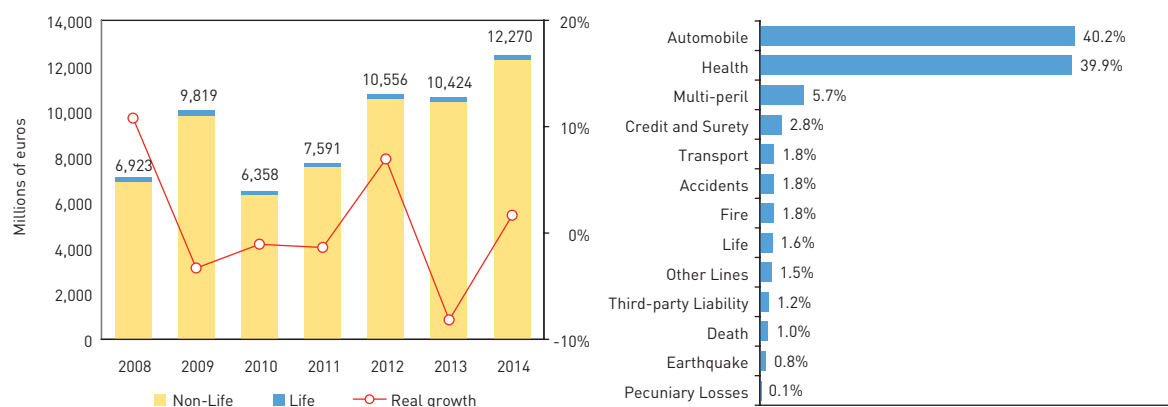 Millions of euros
14,000
12,000
10,000
8,000
6,000
4,000
2,000
0
20%
10%
0%
-10%
6,923
9,819
6,358
7,591
10,556
10,424
12,270
2008 2009 2010 2011 2012 2013 2014
Non-Life Life Real growth
Automobile 40.2%
Health 39.9%
Multi-peril 5.7%
Credit and Surety 2.8%
Transport 1.8%
Accidents 1.8%
Fire 1.8%
Life 1.6%
Other Lines 1.5%
Third-party Liability 1.2%
Death 1.0%
Earthquake 0.8%
Pecuniary Losses 0.1%